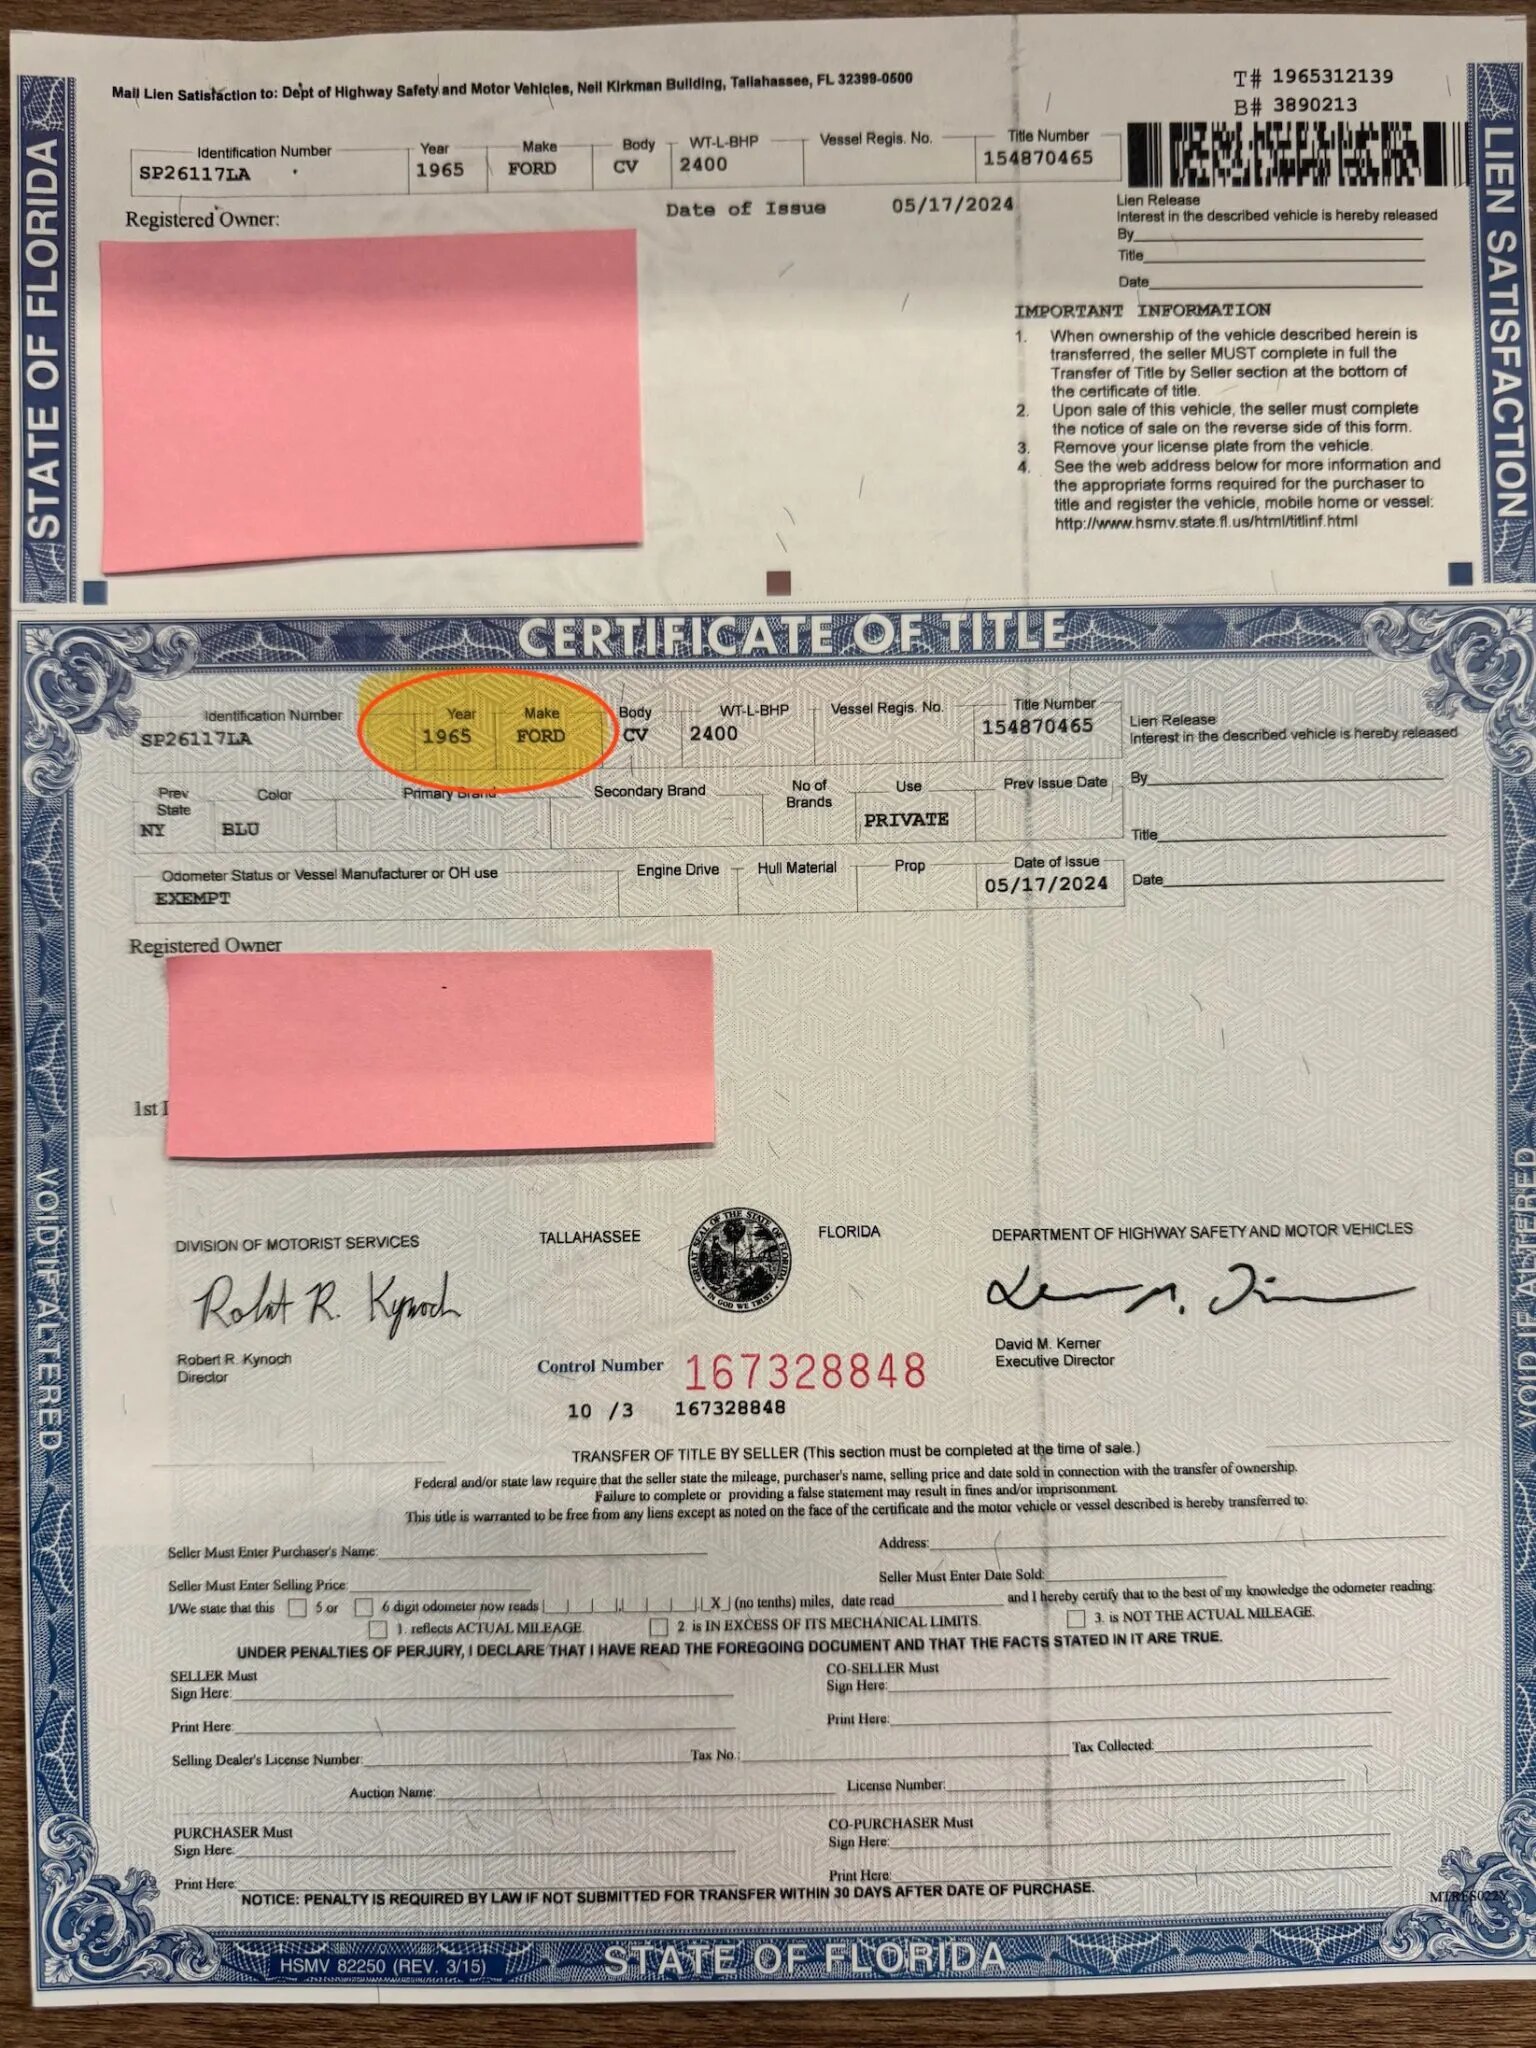 Mail Lien Satisfaction to: Dept of Highway Safety and Motor Vehicles, Neil Kirkman Building, Tallahassee, FL 32399-0500
T# 1965312139
B# 3890213
Identification Number Year Make Body WT-L-BHP Vessel Regis. No. Title Number
SP26117LA 1965 FORD CV 2400 154870465
Registered Owner:
Date of Issue 05/17/2024
Lien Release
Interest in the described vehicle is hereby released
By
Title
Date
IMPORTANT INFORMATION
1. When ownership of the vehicle described herein is
transferred, the seller MUST complete in full the
Transfer of Title by Seller section at the bottom of
the certificate of title.
2. Upon sale of this vehicle, the seller must complete
the notice of sale on the reverse side of this form.
3. Remove your license plate from the vehicle.
4. See the web address below for more information and
the appropriate forms required for the purchaser to
title and register the vehicle, mobile home or vessel:
http://www.hsmv.state.fl.us/html/titlinf.html
STATE OF FLORIDA
LIEN SATISFACTION
CERTIFICATE OF TITLE
Identification Number Year Make Body WT-L-BHP Vessel Regis. No. Title Number
SP26117LA 1965 FORD CV 2400 154870465
Lien Release
Interest in the described vehicle is hereby released
By
Title
Date
Prev State Color Primary Brand Secondary Brand No of Brands Use Prev Issue Date
NY BLU PRIVATE
Odometer Status or Vessel Manufacturer or OH use Engine Drive Hull Material Prop Date of Issue
EXEMPT 05/17/2024
Registered Owner
1st
VOID IF ALTERED
VOID IF ALTERED
DIVISION OF MOTORIST SERVICES TALLAHASSEE FLORIDA DEPARTMENT OF HIGHWAY SAFETY AND MOTOR VEHICLES
GREAT SEAL OF THE STATE OF FLORIDA
IN GOD WE TRUST
Robert R. Kynoch
Robert R. Kynoch
Director
David M. Kerner
Executive Director
Control Number 167328848
10 /3 167328848
TRANSFER OF TITLE BY SELLER (This section must be completed at the time of sale.)
Federal and/or state law require that the seller state the mileage, purchaser's name, selling price and date sold in connection with the transfer of ownership.
Failure to complete or providing a false statement may result in fines and/or imprisonment.
This title is warranted to be free from any liens except as noted on the face of the certificate and the motor vehicle or vessel described is hereby transferred to:
Seller Must Enter Purchaser's Name: Address:
Seller Must Enter Selling Price: Seller Must Enter Date Sold:
I/We state that this 5 or 6 digit odometer now reads X (no tenths) miles, date read and I hereby certify that to the best of my knowledge the odometer reading:
1. reflects ACTUAL MILEAGE. 2. is IN EXCESS OF ITS MECHANICAL LIMITS. 3. is NOT THE ACTUAL MILEAGE.
UNDER PENALTIES OF PERJURY, I DECLARE THAT I HAVE READ THE FOREGOING DOCUMENT AND THAT THE FACTS STATED IN IT ARE TRUE.
SELLER Must CO-SELLER Must
Sign Here: Sign Here:
Print Here: Print Here:
Selling Dealer's License Number: Tax No.: Tax Collected:
Auction Name: License Number:
PURCHASER Must CO-PURCHASER Must
Sign Here: Sign Here:
Print Here: Print Here:
NOTICE: PENALTY IS REQUIRED BY LAW IF NOT SUBMITTED FOR TRANSFER WITHIN 30 DAYS AFTER DATE OF PURCHASE.
HSMV 82250 (REV. 3/15) STATE OF FLORIDA